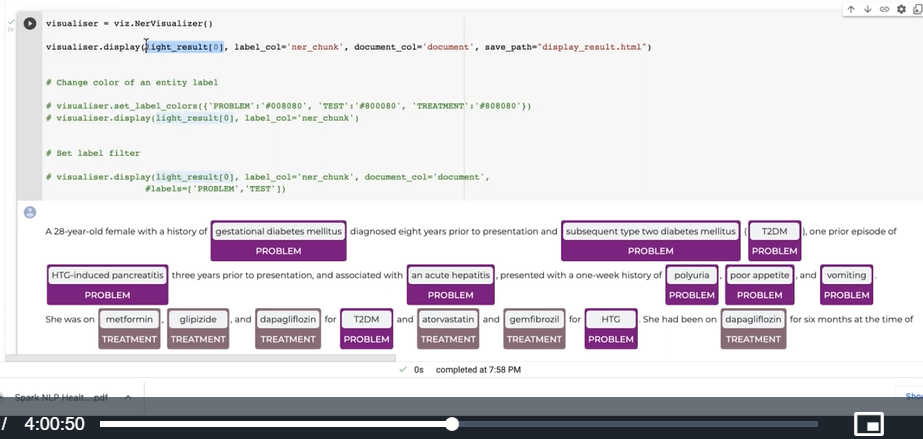 visualiser = viz.NerVisualizer()
visualiser.display(light_result[0], label_col='ner_chunk', document_col='document', save_path="display_result.html")
# Change color of an entity label
# visualiser.set_label_colors({'PROBLEM':'#008080', 'TEST':'#800080', 'TREATMENT':'#808080'})
# visualiser.display(light_result[0], label_col='ner_chunk')
# Set label filter
# visualiser.display(light_result[0], label_col='ner_chunk', document_col='document',
#labels=['PROBLEM','TEST'])
A 28-year-old female with a history of gestational diabetes mellitus diagnosed eight years prior to presentation and subsequent type two diabetes mellitus ( T2DM ), one prior episode of
PROBLEM PROBLEM PROBLEM
HTG-induced pancreatitis three years prior to presentation, and associated with an acute hepatitis , presented with a one-week history of polyuria , poor appetite , and vomiting .
PROBLEM PROBLEM PROBLEM PROBLEM PROBLEM
She was on metformin , glipizide , and dapagliflozin for T2DM and atorvastatin and gemfibrozil for HTG . She had been on dapagliflozin for six months at the time of
TREATMENT TREATMENT TREATMENT PROBLEM TREATMENT TREATMENT PROBLEM TREATMENT
0s completed at 7:58 PM
Spark NLP Healt....pdf
Show
/ 4:00:50